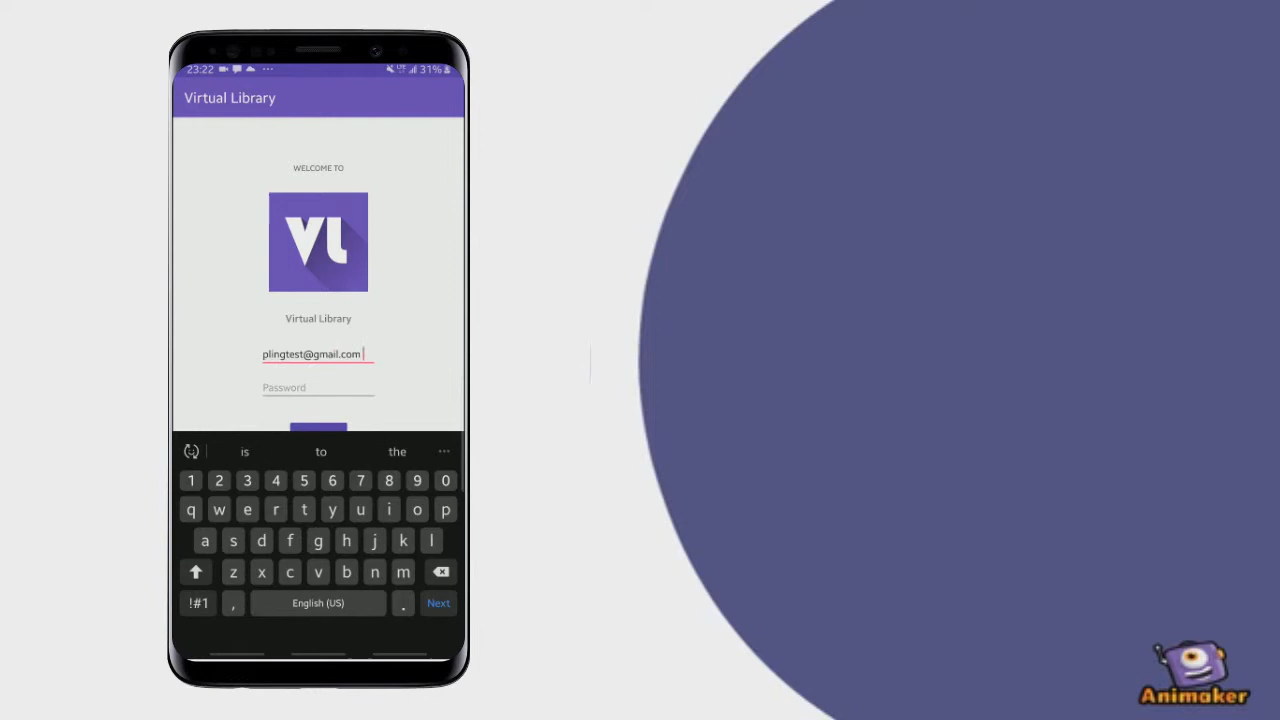 23:22
31%
Virtual Library
WELCOME TO
VL
Virtual Library
plingtest@gmail.com
Password
is to the
1 2 3 4 5 6 7 8 9 0
q w e r t y u i o p
a s d f g h j k l
z x c v b n m
!#1 , English (US) . Next
Animaker